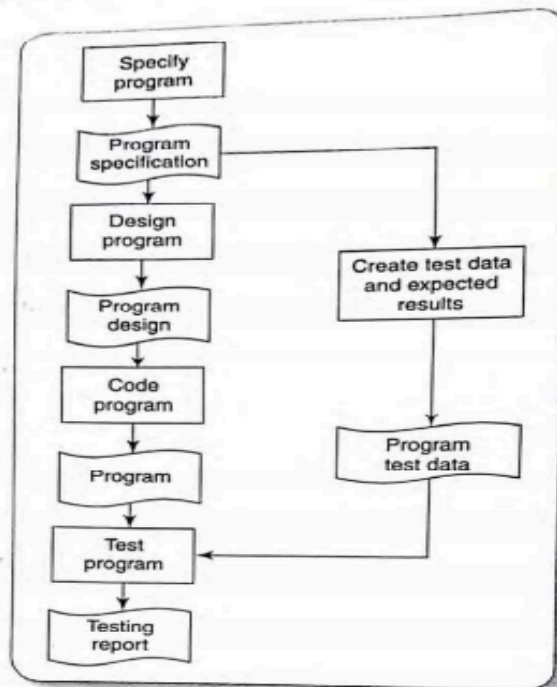 Specify
program
Program
specification
Design
program
Create test data
and expected
results
Program
design
Code
program
Program
test data
Program
Test
program
Testing
report